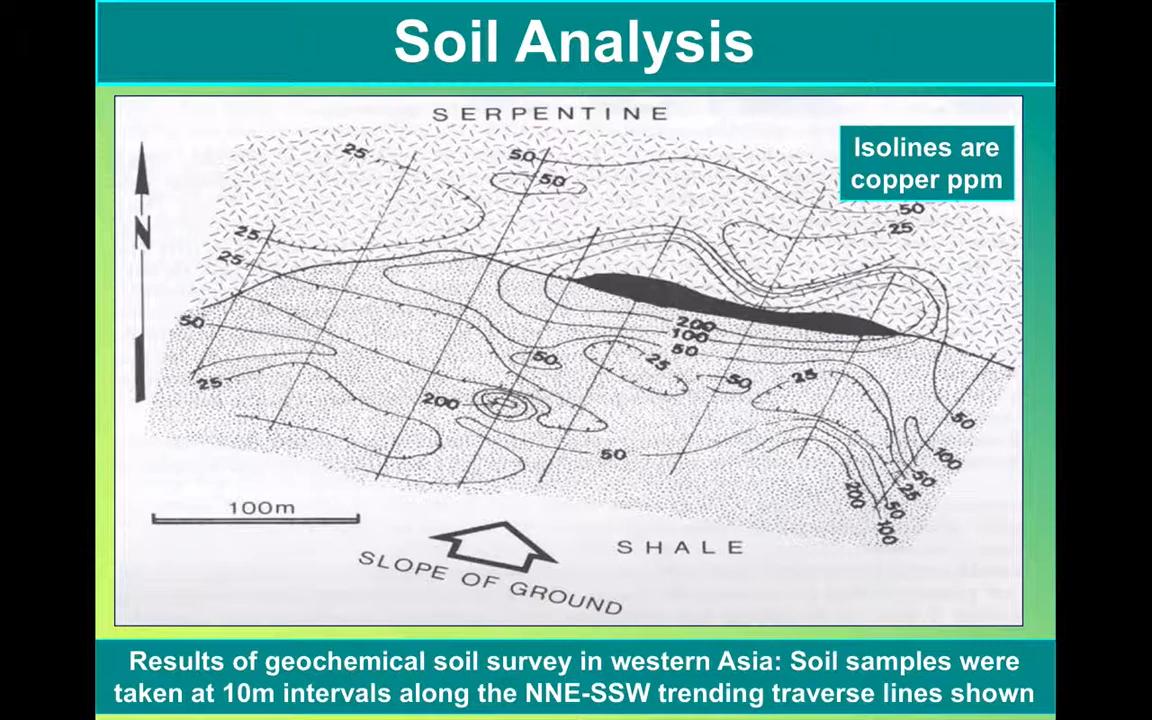 Soil Analysis
SERPENTINE
Isolines are
copper ppm
25
50
50
50
25
N
25
25
50
200
100
50
50
25
50
25
25
200
50
50
100
50
25
200
50
100
100m
SLOPE OF GROUND
SHALE
Results of geochemical soil survey in western Asia: Soil samples were
taken at 10m intervals along the NNE-SSW trending traverse lines shown